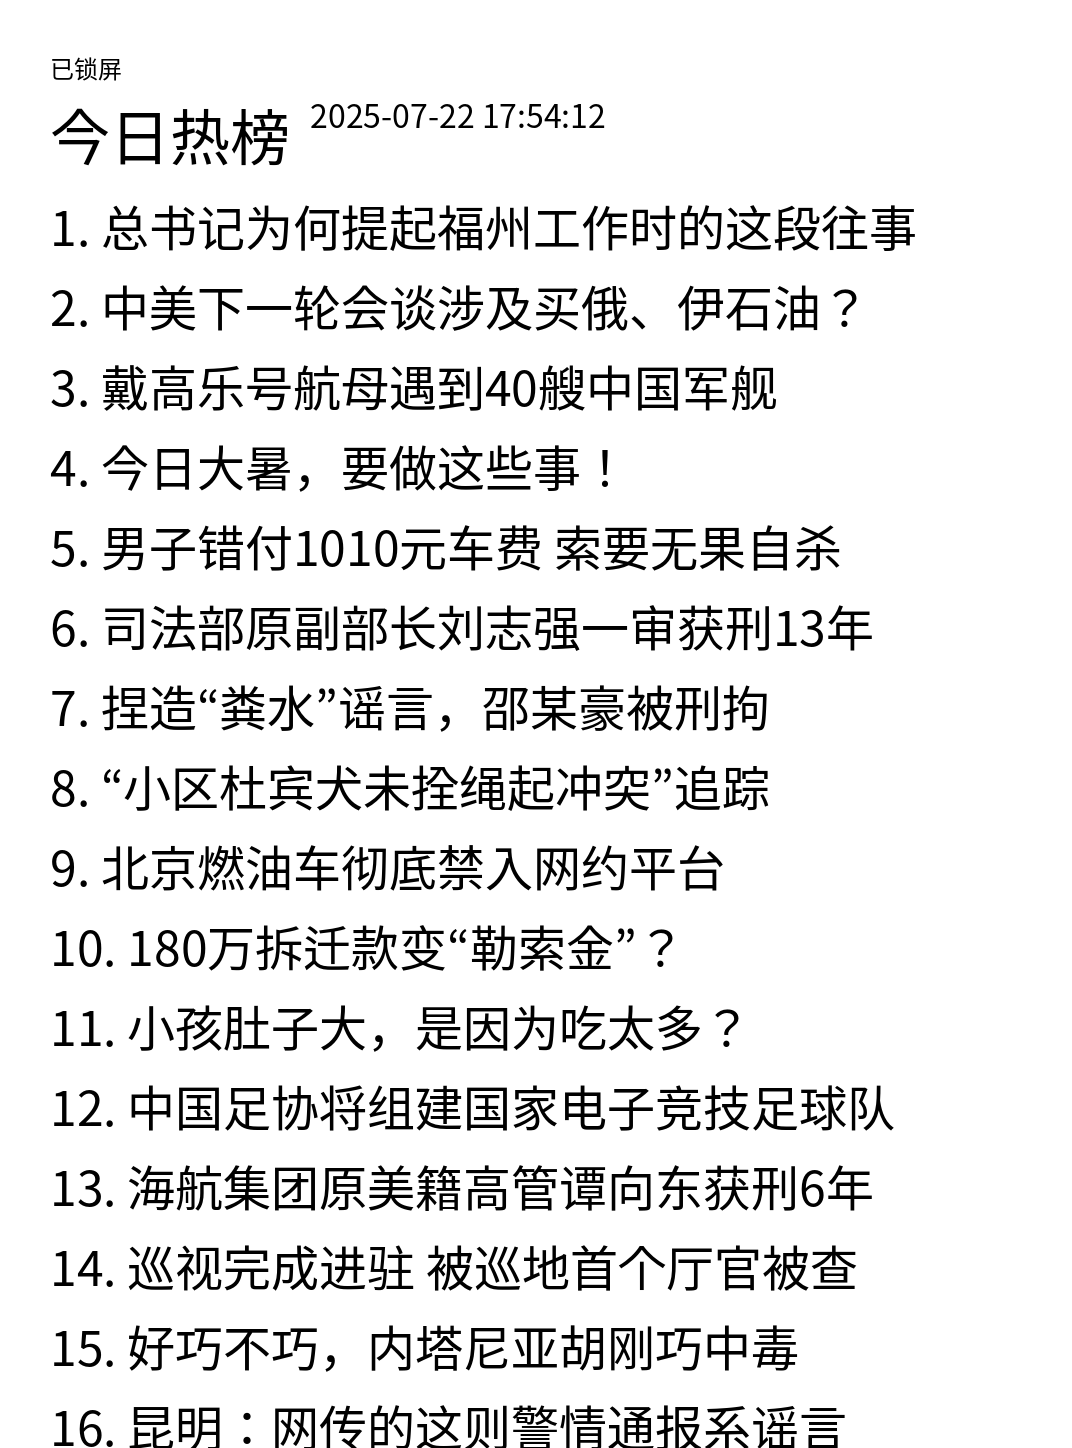 已锁屏
今日热榜 2025-07-22 17:54:12
1. 总书记为何提起福州工作时的这段往事
2. 中美下一轮会谈涉及买俄、伊石油？
3. 戴高乐号航母遇到40艘中国军舰
4. 今日大暑，要做这些事！
5. 男子错付1010元车费 索要无果自杀
6. 司法部原副部长刘志强一审获刑13年
7. 捏造“粪水”谣言，邵某豪被刑拘
8. “小区杜宾犬未拴绳起冲突”追踪
9. 北京燃油车彻底禁入网约平台
10. 180万拆迁款变“勒索金”？
11. 小孩肚子大，是因为吃太多？
12. 中国足协将组建国家电子竞技足球队
13. 海航集团原美籍高管谭向东获刑6年
14. 巡视完成进驻 被巡地首个厅官被查
15. 好巧不巧，内塔尼亚胡刚巧中毒
16. 昆明：网传的这则警情通报系谣言